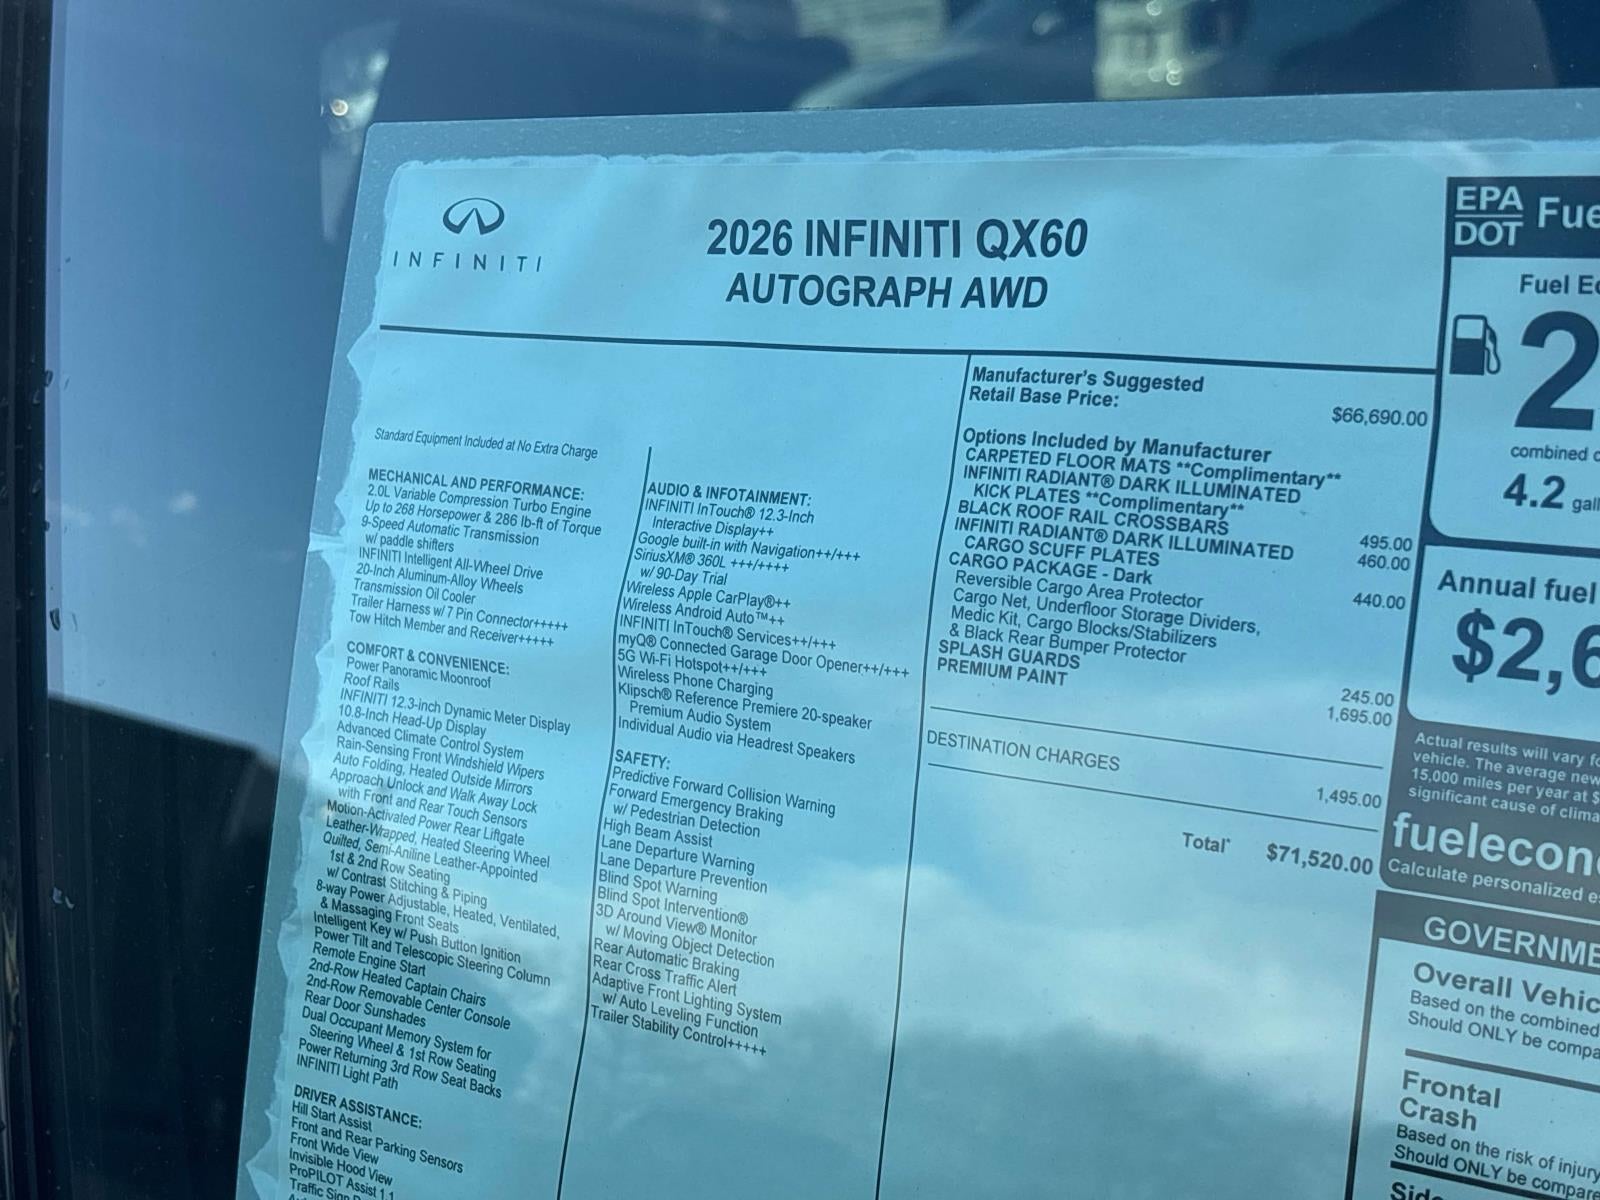 INFINITI
2026 INFINITI QX60
AUTOGRAPH AWD
Standard Equipment Included at No Extra Charge
MECHANICAL AND PERFORMANCE:
2.0L Variable Compression Turbo Engine
Up to 268 Horsepower & 286 lb-ft of Torque
9-Speed Automatic Transmission
w/ paddle shifters
INFINITI Intelligent All-Wheel Drive
20-Inch Aluminum-Alloy Wheels
Transmission Oil Cooler
Trailer Harness w/ 7 Pin Connector+++++
Tow Hitch Member and Receiver+++++
COMFORT & CONVENIENCE:
Power Panoramic Moonroof
Roof Rails
INFINITI 12.3-inch Dynamic Meter Display
10.8-Inch Head-Up Display
Advanced Climate Control System
Rain-Sensing Front Windshield Wipers
Auto Folding, Heated Outside Mirrors
Approach Unlock and Walk Away Lock
with Front and Rear Touch Sensors
Motion-Activated Power Rear Liftgate
Leather-Wrapped, Heated Steering Wheel
Quilted, Semi-Aniline Leather-Appointed
1st & 2nd Row Seating
w/ Contrast Stitching & Piping
8-way Power Adjustable, Heated, Ventilated,
& Massaging Front Seats
Intelligent Key w/ Push Button Ignition
Power Tilt and Telescopic Steering Column
Remote Engine Start
2nd-Row Heated Captain Chairs
2nd-Row Removable Center Console
Rear Door Sunshades
Dual Occupant Memory System for
Steering Wheel & 1st Row Seating
Power Returning 3rd Row Seat Backs
INFINITI Light Path
DRIVER ASSISTANCE:
Hill Start Assist
Front and Rear Parking Sensors
Front Wide View
Invisible Hood View
ProPILOT Assist 1.1
Traffic Sign
AUDIO & INFOTAINMENT:
INFINITI InTouch® 12.3-Inch
Interactive Display++
Google built-in with Navigation++/+++
SiriusXM® 360L +++/++++
w/ 90-Day Trial
Wireless Apple CarPlay®++
Wireless Android Auto™++
INFINITI InTouch® Services++/+++
myQ® Connected Garage Door Opener++/+++
5G Wi-Fi Hotspot++/+++
Wireless Phone Charging
Klipsch® Reference Premiere 20-speaker
Premium Audio System
Individual Audio via Headrest Speakers
SAFETY:
Predictive Forward Collision Warning
Forward Emergency Braking
w/ Pedestrian Detection
High Beam Assist
Lane Departure Warning
Lane Departure Prevention
Blind Spot Warning
Blind Spot Intervention®
3D Around View® Monitor
w/ Moving Object Detection
Rear Automatic Braking
Rear Cross Traffic Alert
Adaptive Front Lighting System
w/ Auto Leveling Function
Trailer Stability Control+++++
Manufacturer's Suggested
Retail Base Price: $66,690.00
Options Included by Manufacturer
CARPETED FLOOR MATS **Complimentary**
INFINITI RADIANT® DARK ILLUMINATED
KICK PLATES **Complimentary**
BLACK ROOF RAIL CROSSBARS 495.00
INFINITI RADIANT® DARK ILLUMINATED 460.00
CARGO SCUFF PLATES
CARGO PACKAGE - Dark 440.00
Reversible Cargo Area Protector
Cargo Net, Underfloor Storage Dividers,
Medic Kit, Cargo Blocks/Stabilizers
& Black Rear Bumper Protector
SPLASH GUARDS 245.00
PREMIUM PAINT 1,695.00
DESTINATION CHARGES 1,495.00
Total* $71,520.00
EPA
DOT
Fuel Ec
2
combined
4.2 gall
Annual fuel
$2,6
Actual results will vary
vehicle. The average new
15,000 miles per year at $
significant cause of clima
fuelecon
Calculate personalized
GOVERNME
Overall Vehic
Based on the combined
Should ONLY be compa
Frontal
Crash
Based on the risk of injury
Should ONLY be compare